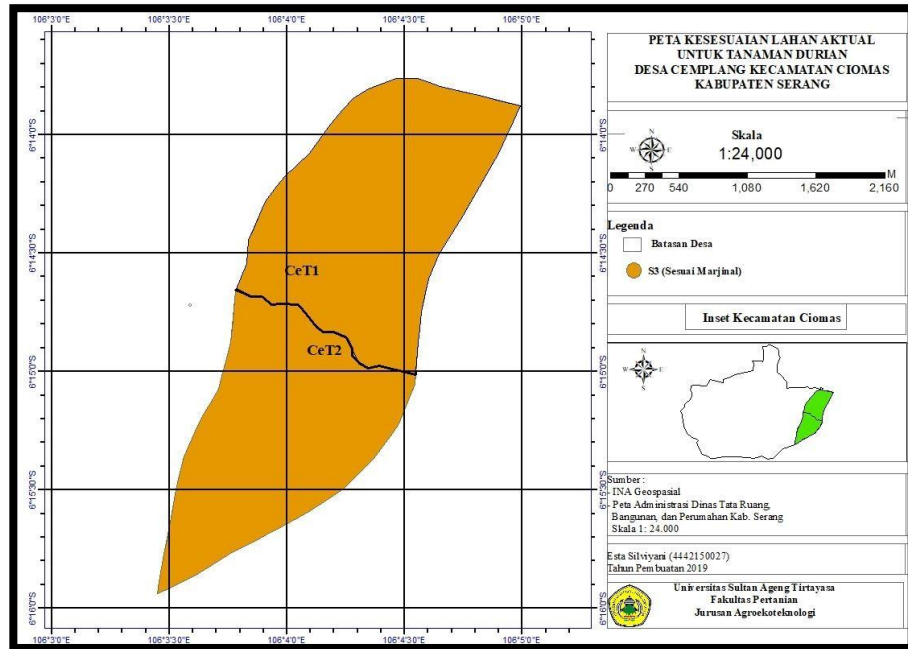 106°3'0"E 106°3'30"E 106°4'0"E 106°4'30"E 106°5'0"E
6°14'0"S
6°14'30"S
6°15'0"S
6°15'30"S
6°16'0"S
CeT1
CeT2
6°14'0"S
6°14'30"S
6°15'0"S
6°15'30"S
6°16'0"S
106°3'0"E 106°3'30"E 106°4'0"E 106°4'30"E 106°5'0"E
PETA KESESUAIAN LAHAN AKTUAL
UNTUK TANAMAN DURIAN
DESA CEMPLANG KECAMATAN CIOMAS
KABUPATEN SERANG
N
W E
S
Skala
1:24,000
M
0 270 540 1,080 1,620 2,160
Legenda
Batasan Desa
S3 (Sesuai Marjinal)
Inset Kecamatan Ciomas
N
W E
S
Sumber :
- INA Geospasial
- Peta Administrasi Dinas Tata Ruang,
Bangunan, dan Perumahan Kab. Serang
Skala 1: 24.000
Esta Silviyani (4442150027)
Tahun Pembuatan 2019
Universitas Sultan Ageng Tirtayasa
Fakultas Pertanian
Jurusan Agroekoteknologi